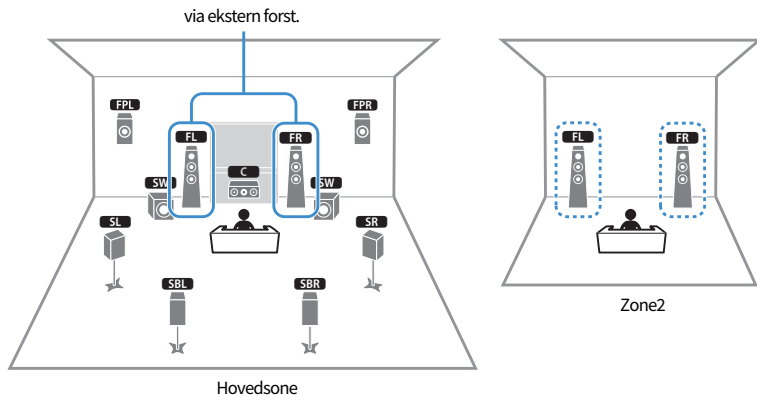 via ekstern forst.
FPL
FPR
FL
FR
C
SW
SW
SL
SR
SBL
SBR
Hovedsone
FL
FR
Zone2